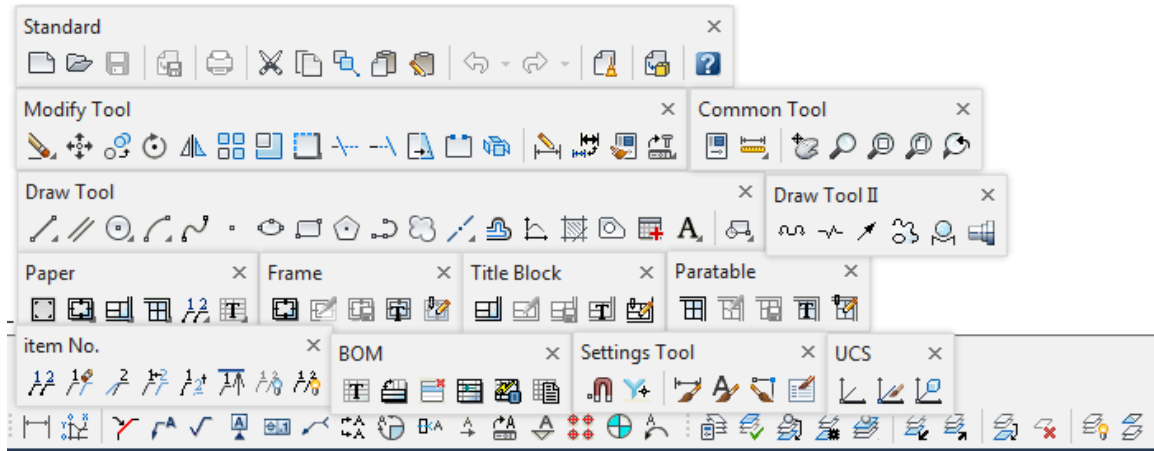 Standard
Modify Tool
Common Tool
Draw Tool
Draw Tool II
Paper
Frame
Title Block
Paratable
item No.
BOM
Settings Tool
UCS